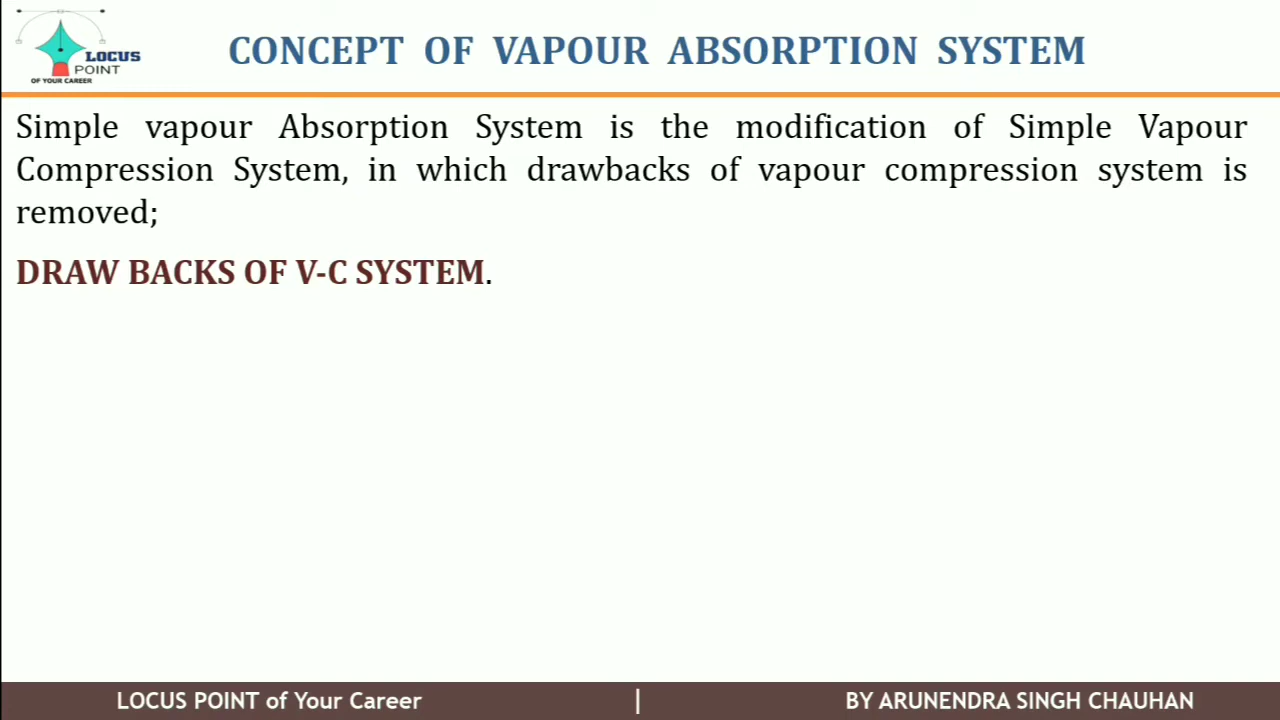 LOCUS
POINT
OF YOUR CAREER
CONCEPT OF VAPOUR ABSORPTION SYSTEM
Simple vapour Absorption System is the modification of Simple Vapour
Compression System, in which drawbacks of vapour compression system is
removed;
DRAW BACKS OF V-C SYSTEM.
LOCUS POINT of Your Career | BY ARUNENDRA SINGH CHAUHAN